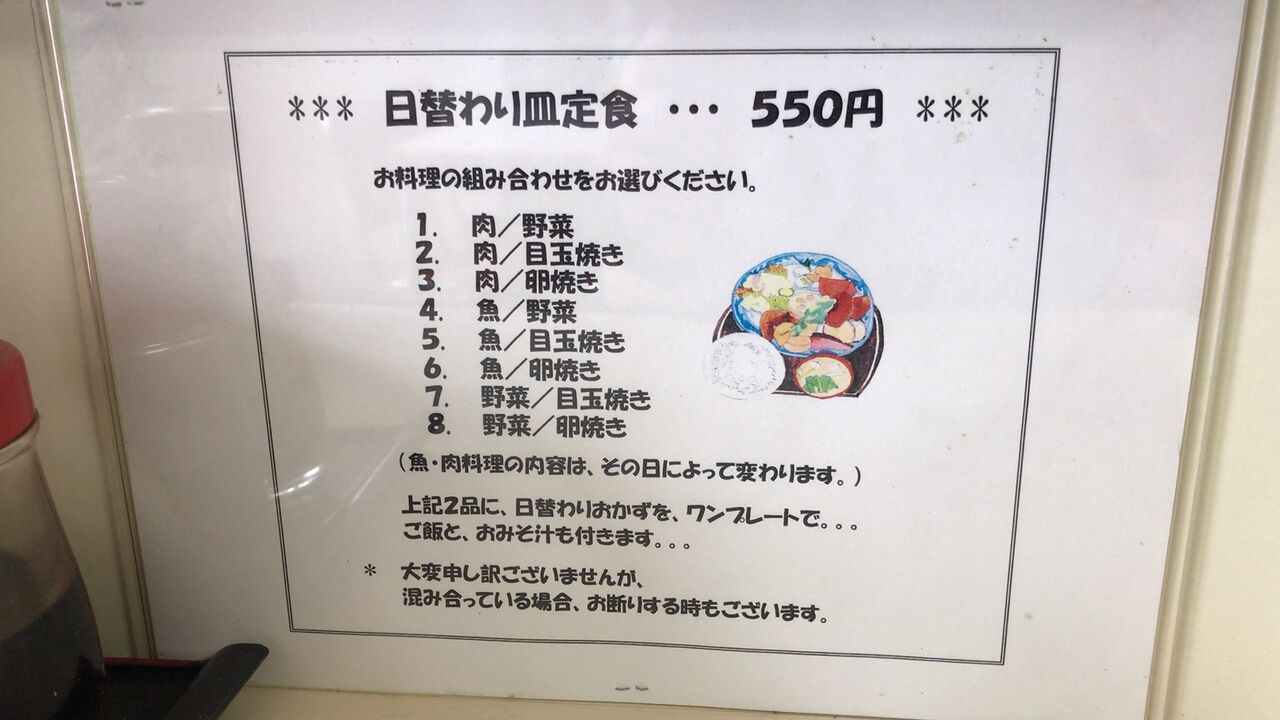 *** 日替わり皿定食 ・・・ 550円 ***
お料理の組み合わせをお選びください。
1. 肉／野菜
2. 肉／目玉焼き
3. 肉／卵焼き
4. 魚／野菜
5. 魚／目玉焼き
6. 魚／卵焼き
7. 野菜／目玉焼き
8. 野菜／卵焼き
（魚・肉料理の内容は、その日によって変わります。）
上記２品に、日替わりおかずを、ワンプレートで。。。
ご飯と、おみそ汁も付きます。。。
* 大変申し訳ございませんが、
混み合っている場合、お断りする時もございます。